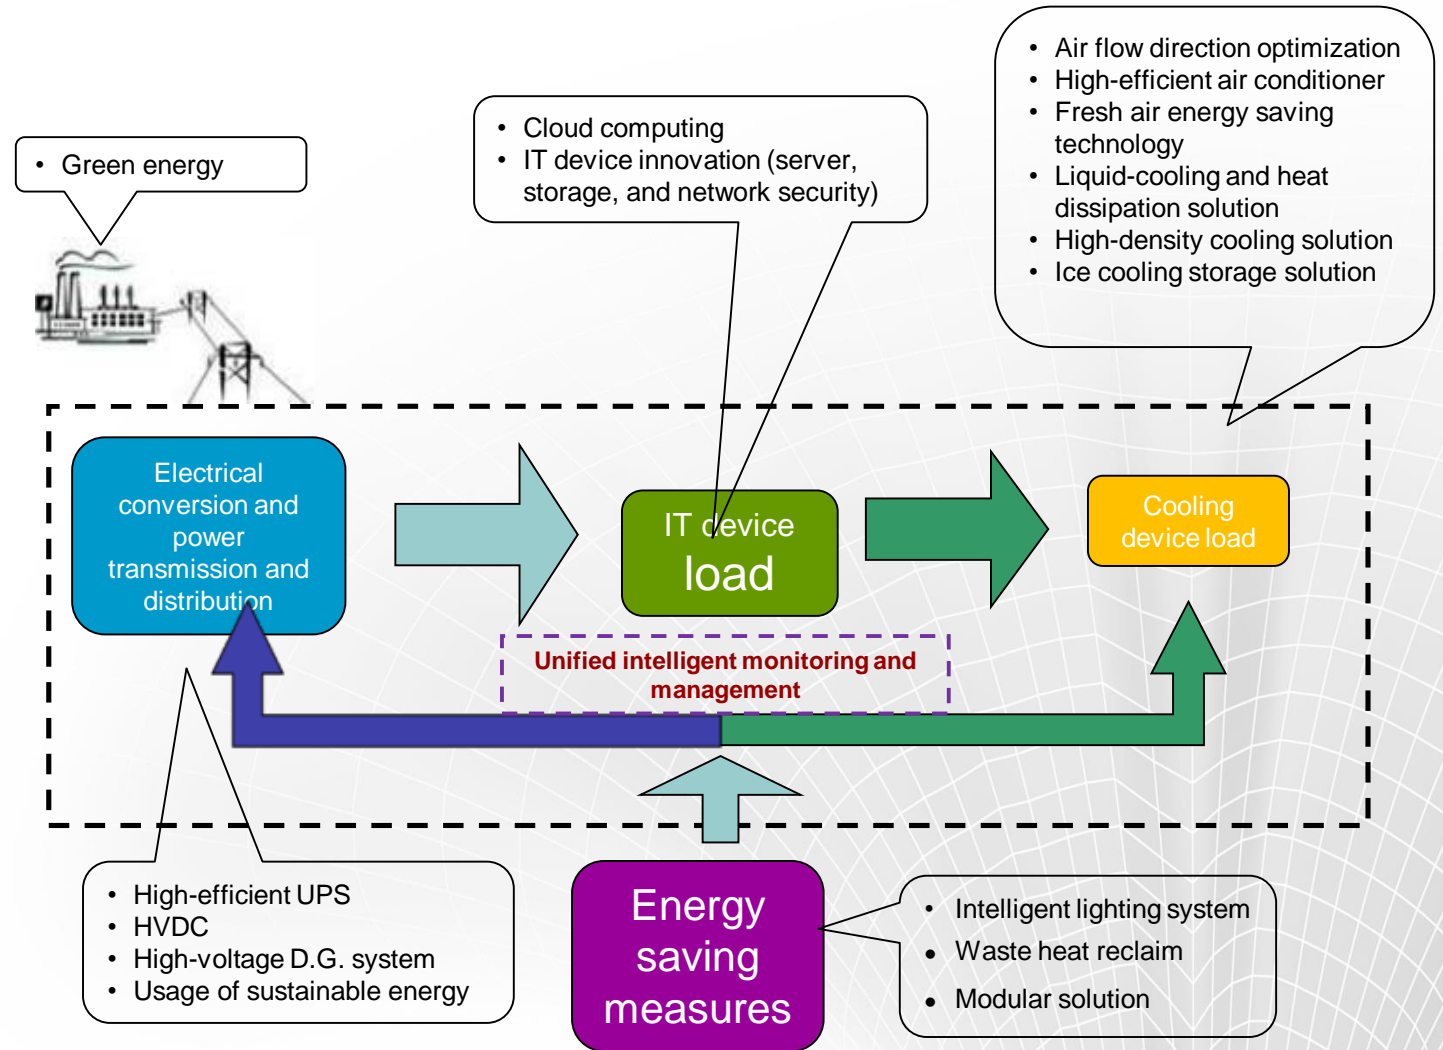 • Green energy
• Cloud computing
• IT device innovation (server,
storage, and network security)
• Air flow direction optimization
• High-efficient air conditioner
• Fresh air energy saving
technology
• Liquid-cooling and heat
dissipation solution
• High-density cooling solution
• Ice cooling storage solution
Electrical
conversion and
power
transmission and
distribution
IT device
load
Cooling
device load
Unified intelligent monitoring and
management
• High-efficient UPS
• HVDC
• High-voltage D.G. system
• Usage of sustainable energy
Energy
saving
measures
• Intelligent lighting system
• Waste heat reclaim
• Modular solution